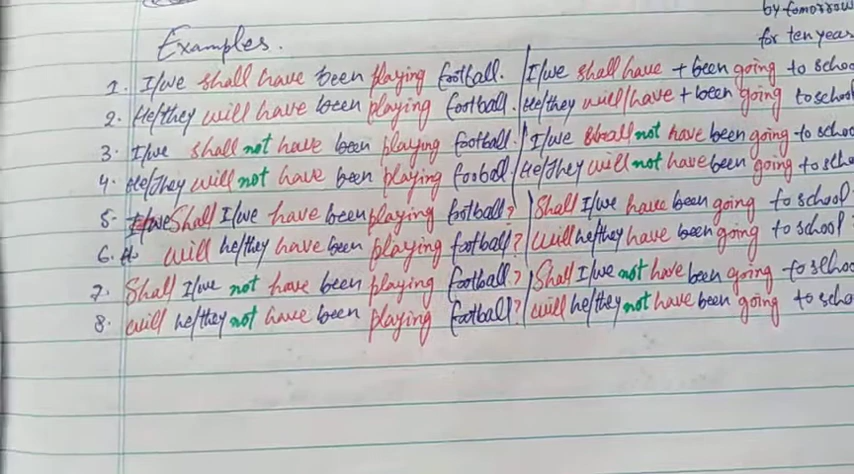 by tomorrow
Examples.
for ten year
1. I/we shall have been playing football. I/we shall have + been going to schoo
2. He/they will have been playing football. He/they will/have + been going to school
3. I/we shall not have been playing football. I/we shall not have been going to schoo
4. He/They will not have been playing fooball. He/They will not have been going to scho
5. I/we Shall I/we have been playing football? Shall I/we have been going to school
6. H. will he/they have been playing football? will he/they have been going to school
7. Shall I/we not have been playing football? Shall I/we not have been going to schoo
8. will he/they not have been playing football? will he/they not have been going to scho